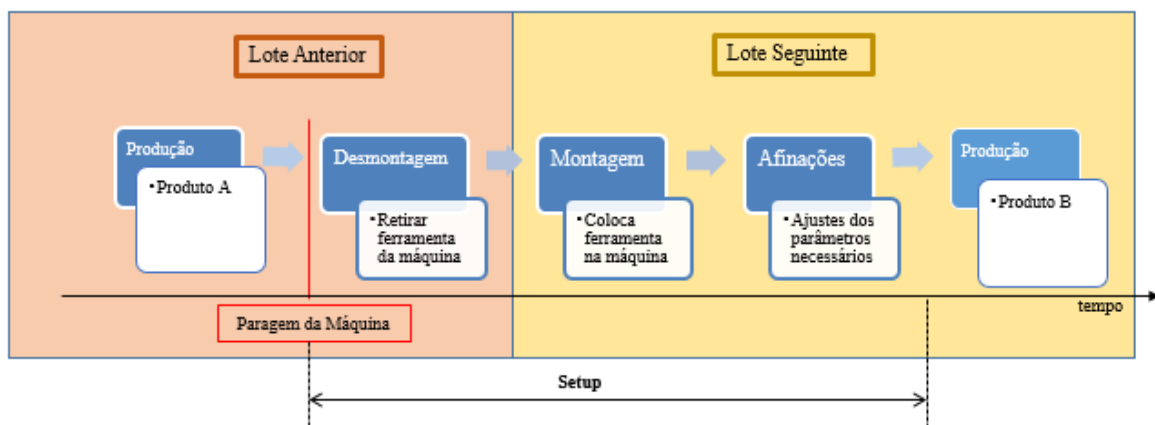 Lote Anterior
Lote Seguinte
Produção
•Produto A
Desmontagem
•Retirar
ferramenta
da máquina
Montagem
•Coloca
ferramenta
na máquina
Afinações
•Ajustes dos
parâmetros
necessários
Produção
•Produto B
tempo
Paragem da Máquina
Setup